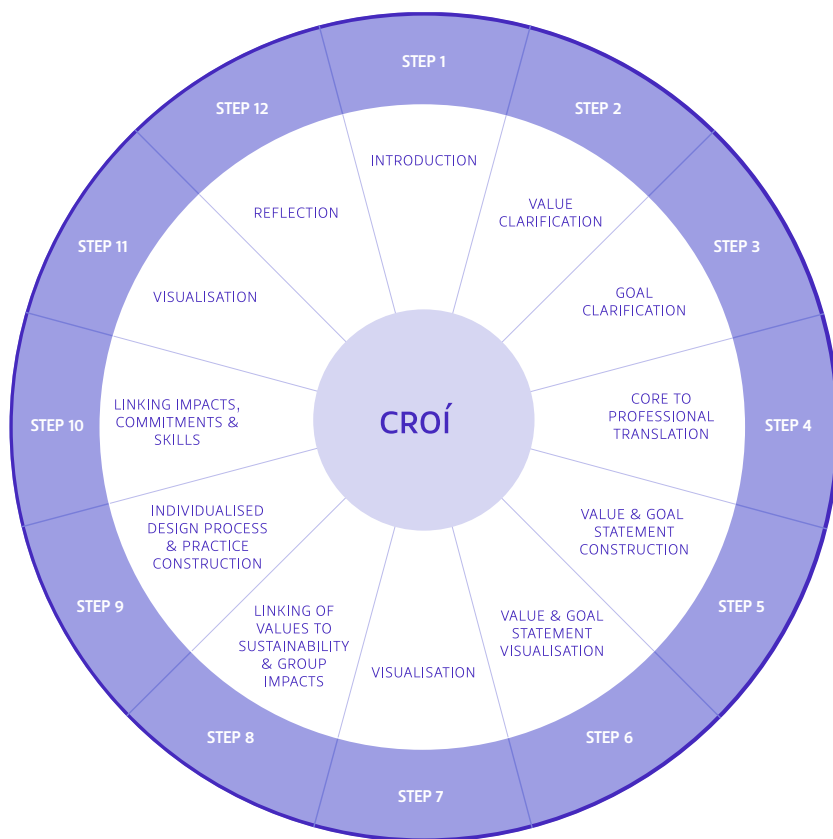 STEP 1
INTRODUCTION
STEP 2
VALUE
CLARIFICATION
STEP 3
GOAL
CLARIFICATION
STEP 4
CORE TO
PROFESSIONAL
TRANSLATION
STEP 5
VALUE & GOAL
STATEMENT
CONSTRUCTION
STEP 6
VALUE & GOAL
STATEMENT
VISUALISATION
STEP 7
VISUALISATION
STEP 8
LINKING OF
VALUES TO
SUSTAINABILITY
& GROUP
IMPACTS
STEP 9
INDIVIDUALISED
DESIGN PROCESS
& PRACTICE
CONSTRUCTION
STEP 10
LINKING IMPACTS,
COMMITMENTS &
SKILLS
STEP 11
VISUALISATION
STEP 12
REFLECTION
CROÍ